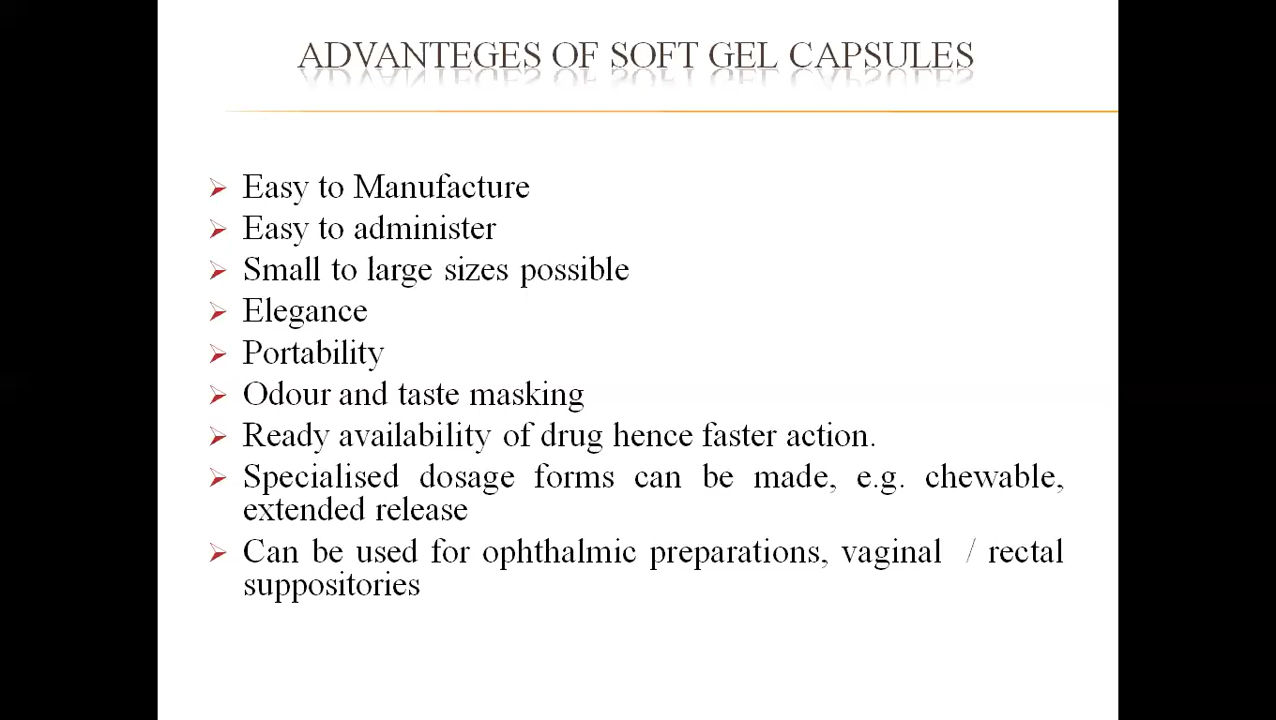 ADVANTEGES OF SOFT GEL CAPSULES
Easy to Manufacture
Easy to administer
Small to large sizes possible
Elegance
Portability
Odour and taste masking
Ready availability of drug hence faster action.
Specialised dosage forms can be made, e.g. chewable,
extended release
Can be used for ophthalmic preparations, vaginal / rectal
suppositories